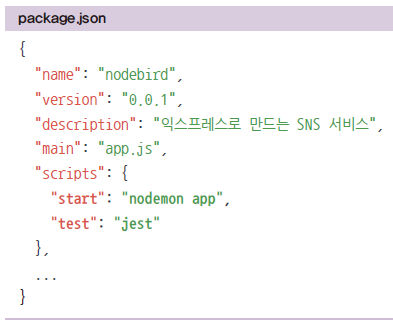 package.json
{
  "name": "nodebird",
  "version": "0.0.1",
  "description": "익스프레스로 만드는 SNS 서비스",
  "main": "app.js",
  "scripts": {
    "start": "nodemon app",
    "test": "jest"
  },
  ...
}